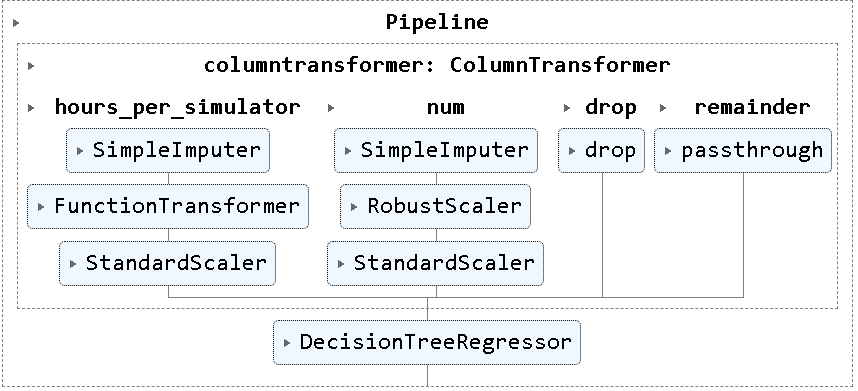 Pipeline
columntransformer: ColumnTransformer
hours_per_simulator num drop remainder
SimpleImputer SimpleImputer drop passthrough
FunctionTransformer RobustScaler
StandardScaler StandardScaler
DecisionTreeRegressor